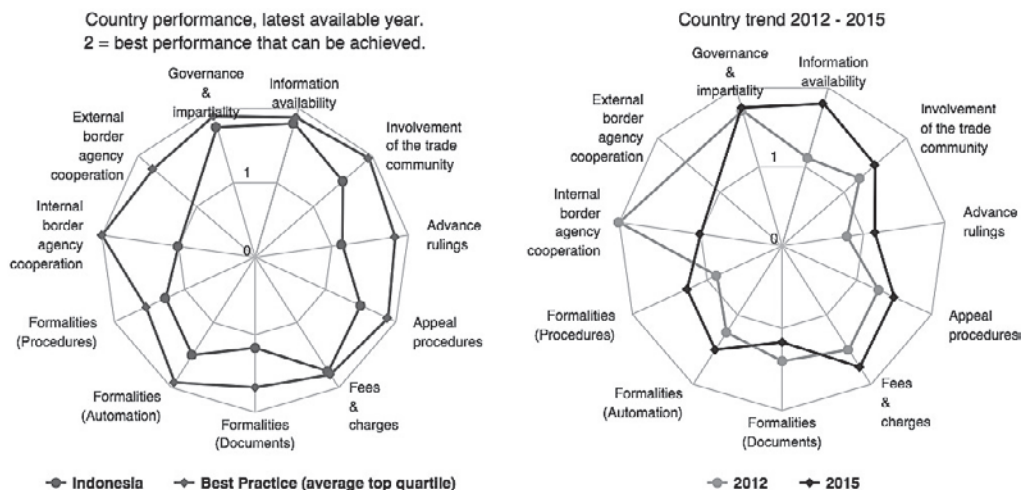 Country performance, latest available year.
2 = best performance that can be achieved.
Governance
&
impartiality
Information
availability
Involvement
of the trade
community
Advance
rulings
Appeal
procedures
Fees
&
charges
Formalities
(Documents)
Formalities
(Automation)
Formalities
(Procedures)
Internal
border
agency
cooperation
External
border
agency
cooperation
1
0
Indonesia
Best Practice (average top quartile)
Country trend 2012 - 2015
Governance
&
impartiality
Information
availability
Involvement
of the trade
community
Advance
rulings
Appeal
procedures
Fees
&
charges
Formalities
(Documents)
Formalities
(Automation)
Formalities
(Procedures)
Internal
border
agency
cooperation
External
border
agency
cooperation
1
0
2012
2015